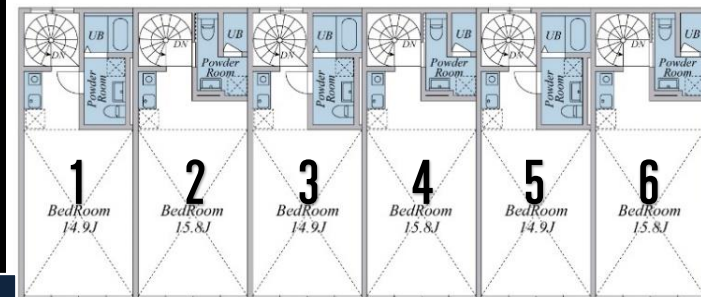 DN
UB
Powder
Room
1
BedRoom
14.9J
DN
UB
Powder
Room
2
BedRoom
15.8J
DN
UB
Powder
Room
3
BedRoom
14.9J
DN
UB
Powder
Room
4
BedRoom
15.8J
DN
UB
Powder
Room
5
BedRoom
14.9J
DN
UB
Powder
Room
6
BedRoom
15.8J